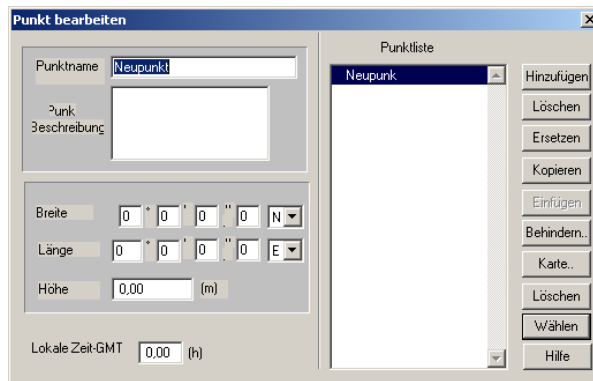 Punkt bearbeiten
Punktname
Neupunkt
Punk
Beschreibung
Breite
0 ° 0 ' 0 . " 0 N
Länge
0 ° 0 ' 0 . " 0 E
Höhe
0,00 (m)
Lokale Zeit-GMT 0,00 (h)
Punktliste
Neupunk
Hinzufügen
Löschen
Ersetzen
Kopieren
Einfügen
Behindern..
Karte..
Löschen
Wählen
Hilfe